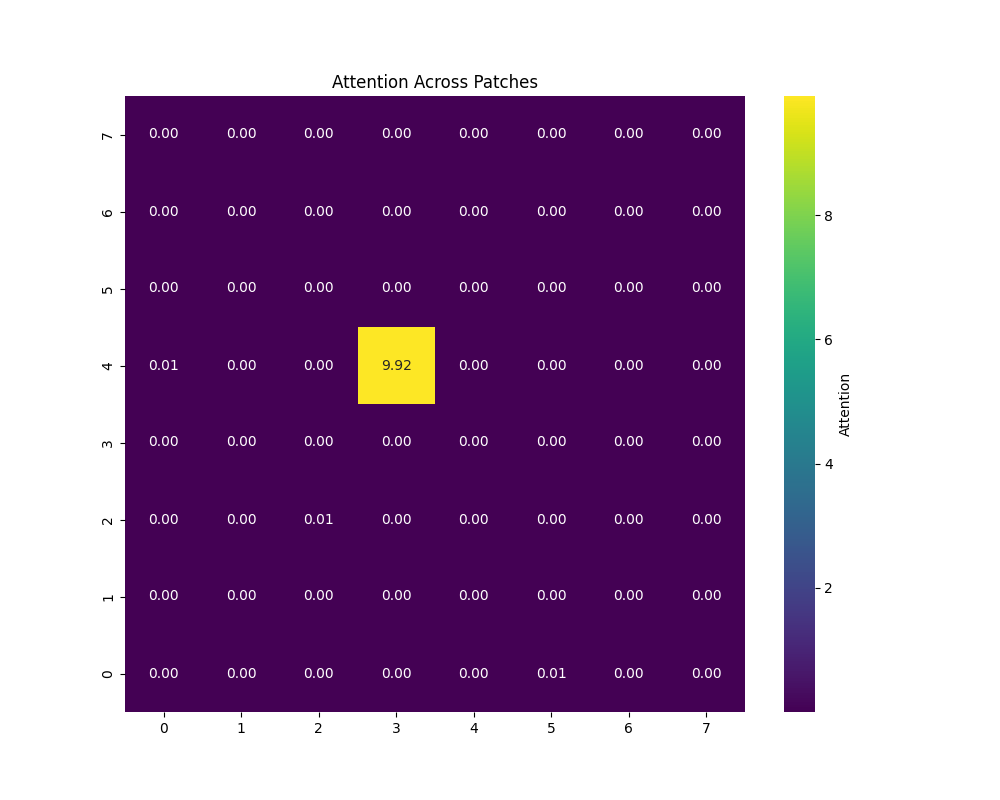 Attention Across Patches
7 0.00 0.00 0.00 0.00 0.00 0.00 0.00 0.00
8
6 0.00 0.00 0.00 0.00 0.00 0.00 0.00 0.00
5 0.00 0.00 0.00 0.00 0.00 0.00 0.00 0.00
6
4 0.01 0.00 0.00 9.92 0.00 0.00 0.00 0.00
Attention
3 0.00 0.00 0.00 0.00 0.00 0.00 0.00 0.00
4
2 0.00 0.00 0.01 0.00 0.00 0.00 0.00 0.00
2
1 0.00 0.00 0.00 0.00 0.00 0.00 0.00 0.00
0 0.00 0.00 0.00 0.00 0.00 0.01 0.00 0.00
0 1 2 3 4 5 6 7